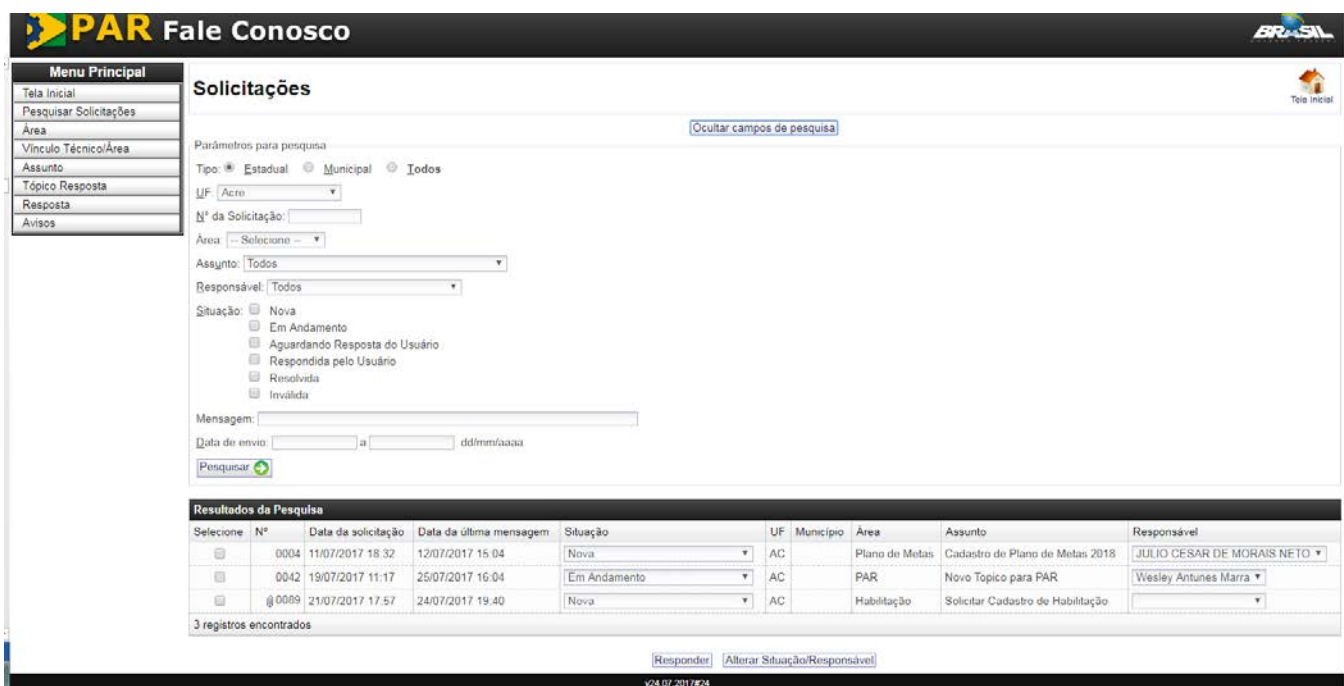 PAR Fale Conosco
BRASIL
Menu Principal
Tela Inicial
Pesquisar Solicitações
Área
Vínculo Técnico/Área
Assunto
Tópico Resposta
Resposta
Avisos
Solicitações
Tela Inicial
Ocultar campos de pesquisa
Parâmetros para pesquisa
Tipo: Estadual Municipal Todos
UF: Acre
N° da Solicitação:
Área: -- Selecione --
Assunto: Todos
Responsável: Todos
Situação: Nova
Em Andamento
Aguardando Resposta do Usuário
Respondida pelo Usuário
Resolvida
Inválida
Mensagem:
Data de envio: a dd/mm/aaaa
Pesquisar
Resultados da Pesquisa
Selecione N° Data da solicitação Data da última mensagem Situação UF Município Área Assunto Responsável
0004 11/07/2017 18:32 12/07/2017 15:04 Nova AC Plano de Metas Cadastro de Plano de Metas 2018 JULIO CESAR DE MORAIS NETO
0042 19/07/2017 11:17 25/07/2017 16:04 Em Andamento AC PAR Novo Topico para PAR Wesley Antunes Marra
0089 21/07/2017 17:57 24/07/2017 19:40 Nova AC Habilitação Solicitar Cadastro de Habilitação
3 registros encontrados
Responder Alterar Situação/Responsável
v24.07.2017#24